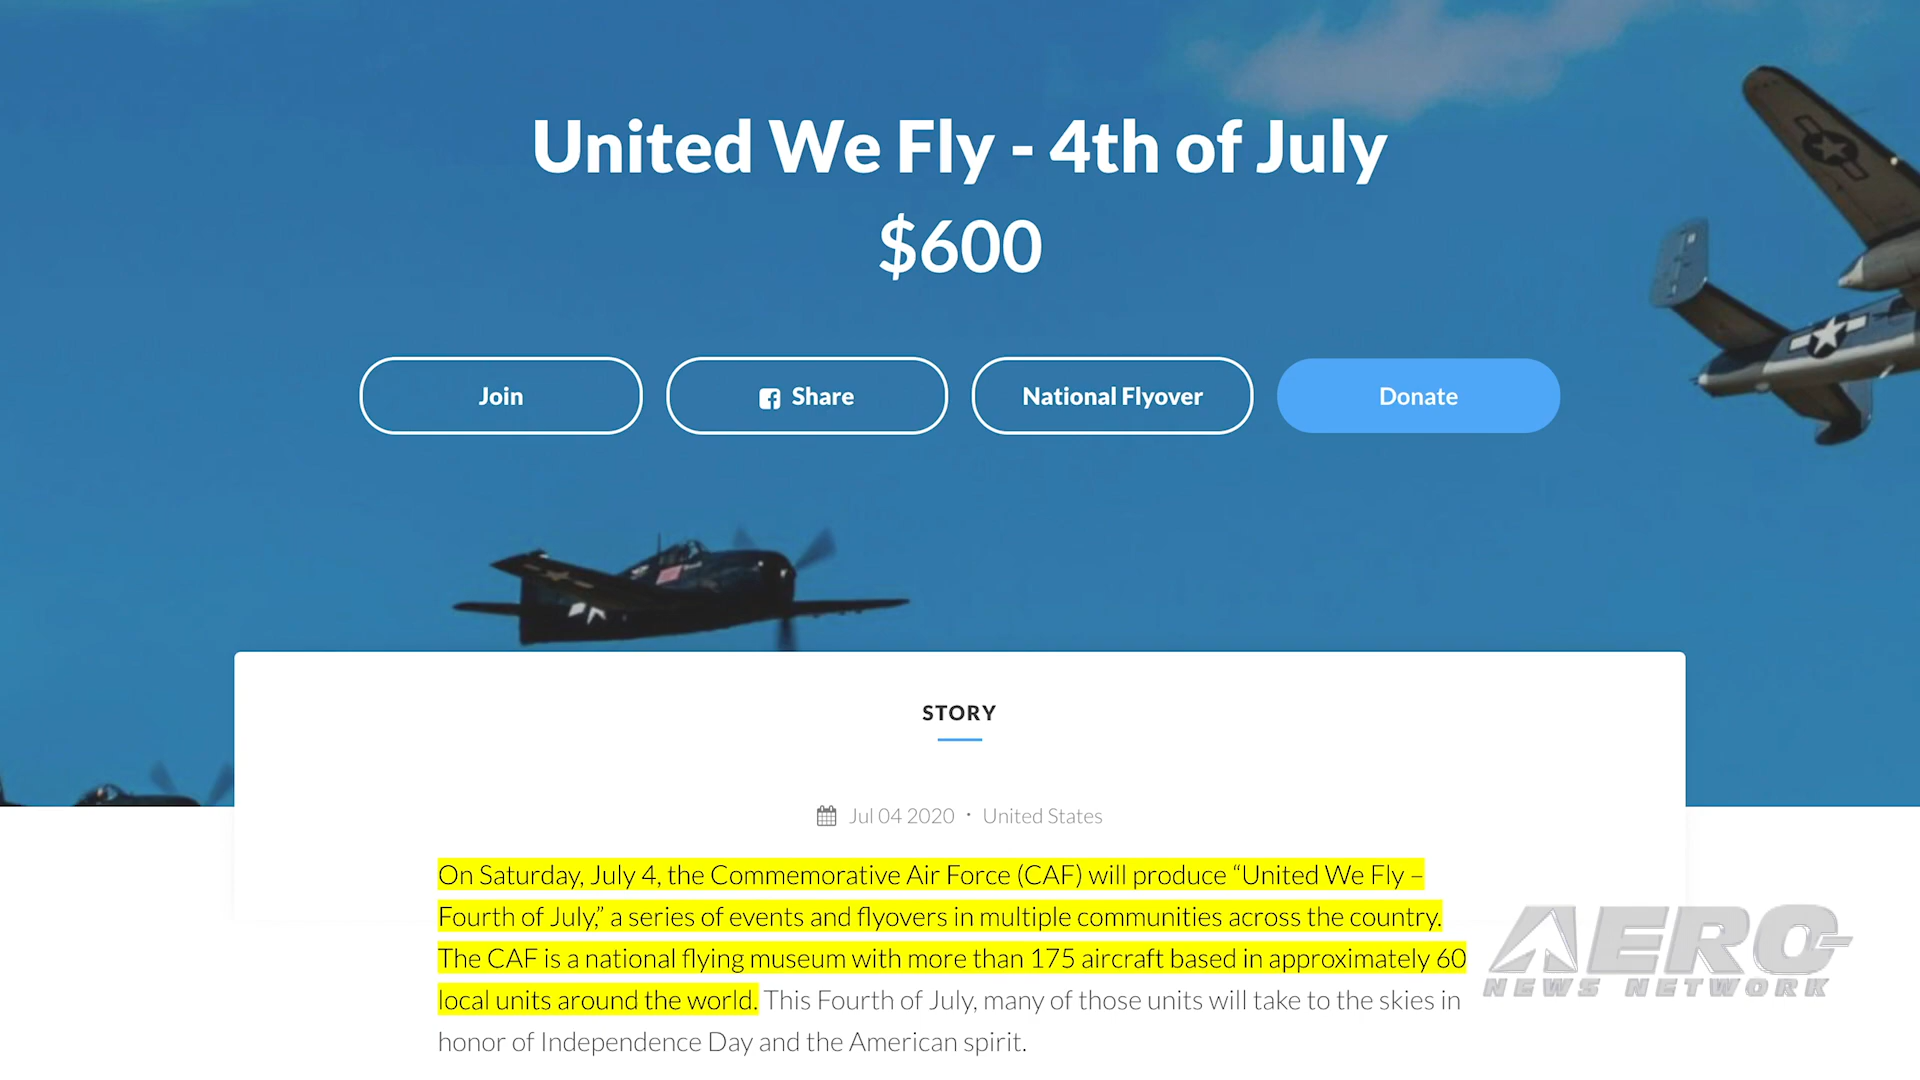 United We Fly - 4th of July
$600
Join
Share
National Flyover
Donate
STORY
Jul 04 2020 · United States
On Saturday, July 4, the Commemorative Air Force (CAF) will produce “United We Fly –
Fourth of July,” a series of events and flyovers in multiple communities across the country.
The CAF is a national flying museum with more than 175 aircraft based in approximately 60
local units around the world. This Fourth of July, many of those units will take to the skies in
honor of Independence Day and the American spirit.
AERO-
NEWS NETWORK